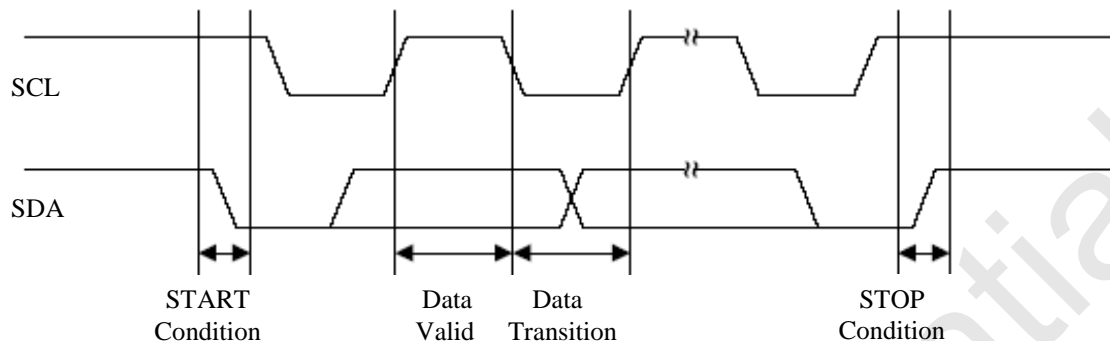 SCL
SDA
START
Condition
Data
Valid
Data
Transition
STOP
Condition